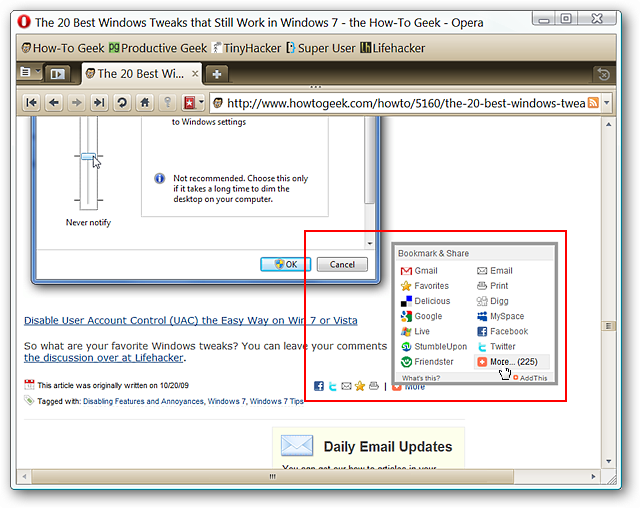 The 20 Best Windows Tweaks that Still Work in Windows 7 - the How-To Geek - Opera
How-To Geek Productive Geek TinyHacker Super User Lifehacker
The 20 Best Wi...
http://www.howtogeek.com/howto/5160/the-20-best-windows-twea
to Windows settings
Not recommended. Choose this only
if it takes a long time to dim the
desktop on your computer.
Never notify
OK Cancel
Bookmark & Share
Gmail Email
Favorites Print
Delicious Digg
Google MySpace
Live Facebook
StumbleUpon Twitter
Friendster More... (225)
What's this? AddThis
Disable User Account Control (UAC) the Easy Way on Win 7 or Vista
So what are your favorite Windows tweaks? You can leave your comments
the discussion over at Lifehacker.
This article was originally written on 10/20/09
| More
Tagged with: Disabling Features and Annoyances, Windows 7, Windows 7 Tips
Daily Email Updates
You can get our how to articles in your